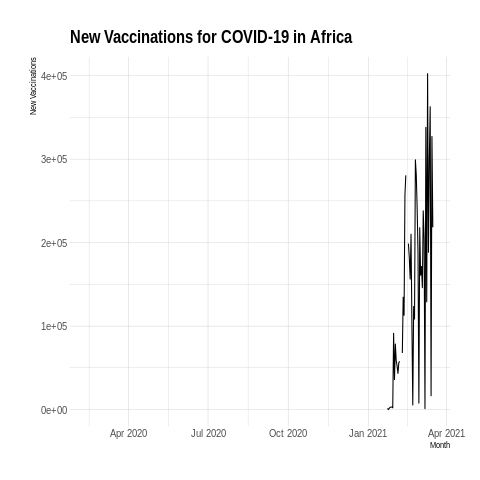 New Vaccinations for COVID-19 in Africa
New Vaccinations
4e+05
3e+05
2e+05
1e+05
0e+00
Apr 2020 Jul 2020 Oct 2020 Jan 2021 Apr 2021
Month